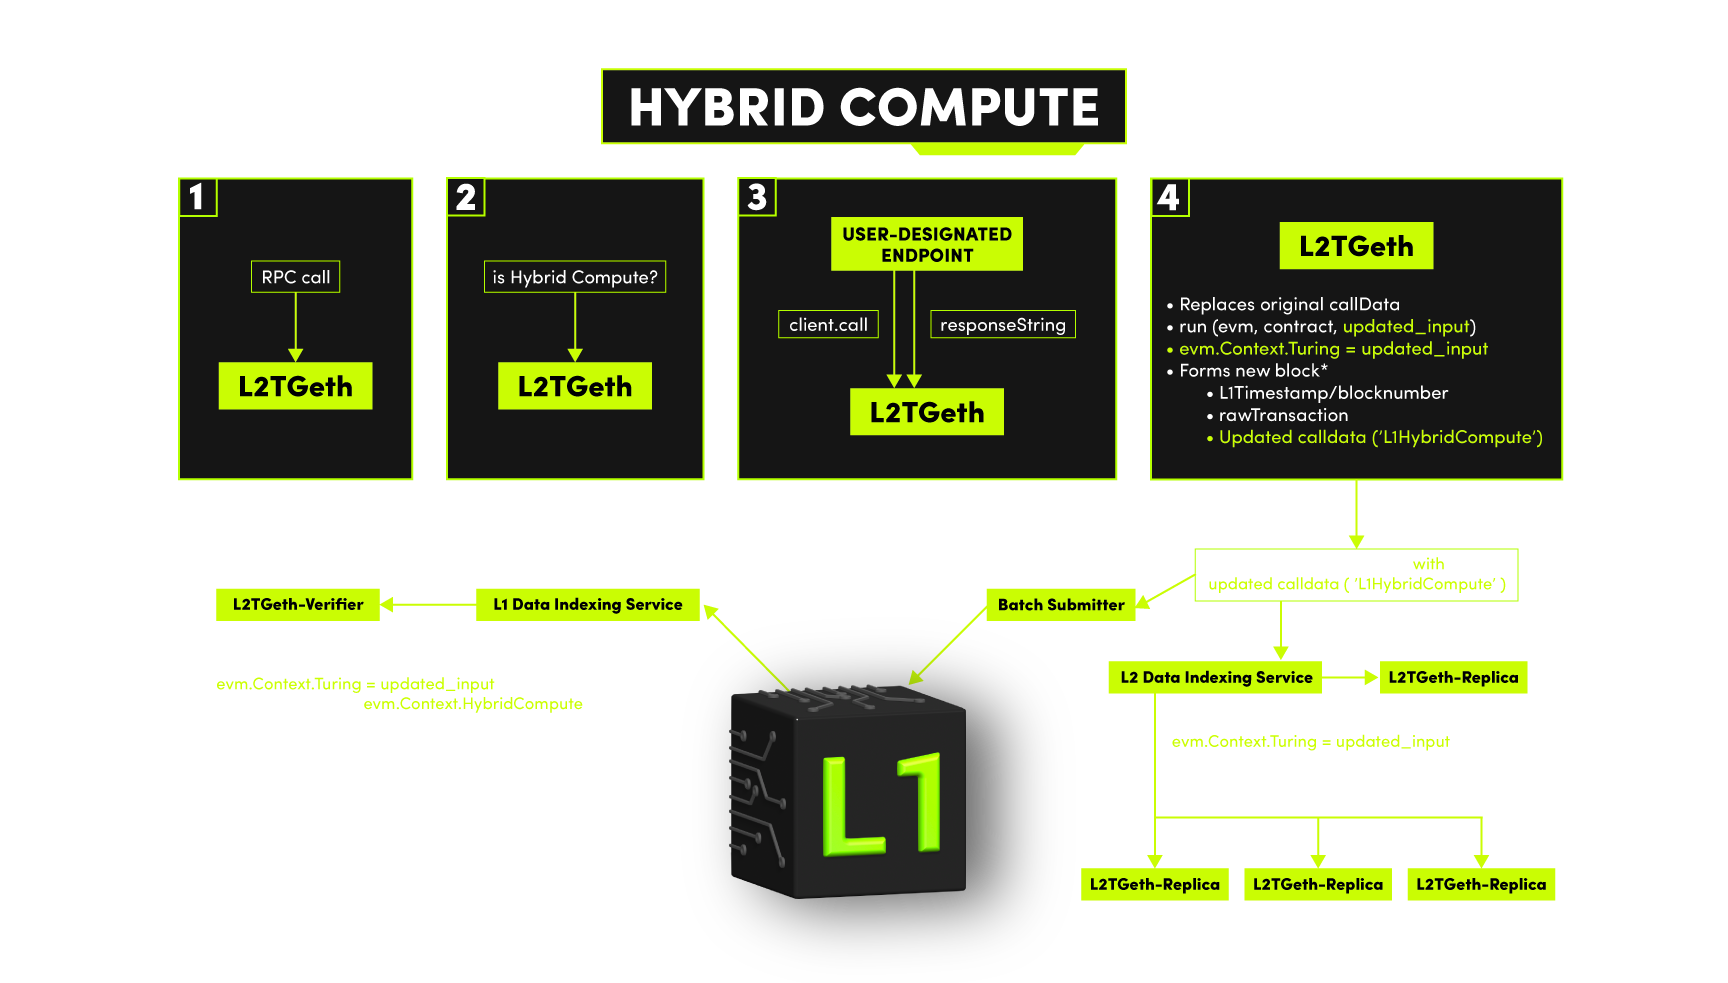 HYBRID COMPUTE
1
RPC call
L2TGeth
2
is Hybrid Compute?
L2TGeth
3
USER-DESIGNATED
ENDPOINT
client.call
responseString
L2TGeth
4
L2TGeth
• Replaces original callData
• run (evm, contract, updated_input)
• evm.Context.Turing = updated_input
• Forms new block*
• L1Timestamp/blocknumber
• rawTransaction
• Updated calldata ('L1HybridCompute')
with
updated calldata ( 'L1HybridCompute' )
L2TGeth-Verifier
L1 Data Indexing Service
Batch Submitter
L2 Data Indexing Service
L2TGeth-Replica
evm.Context.Turing = updated_input
evm.Context.HybridCompute
evm.Context.Turing = updated_input
L1
L2TGeth-Replica
L2TGeth-Replica
L2TGeth-Replica